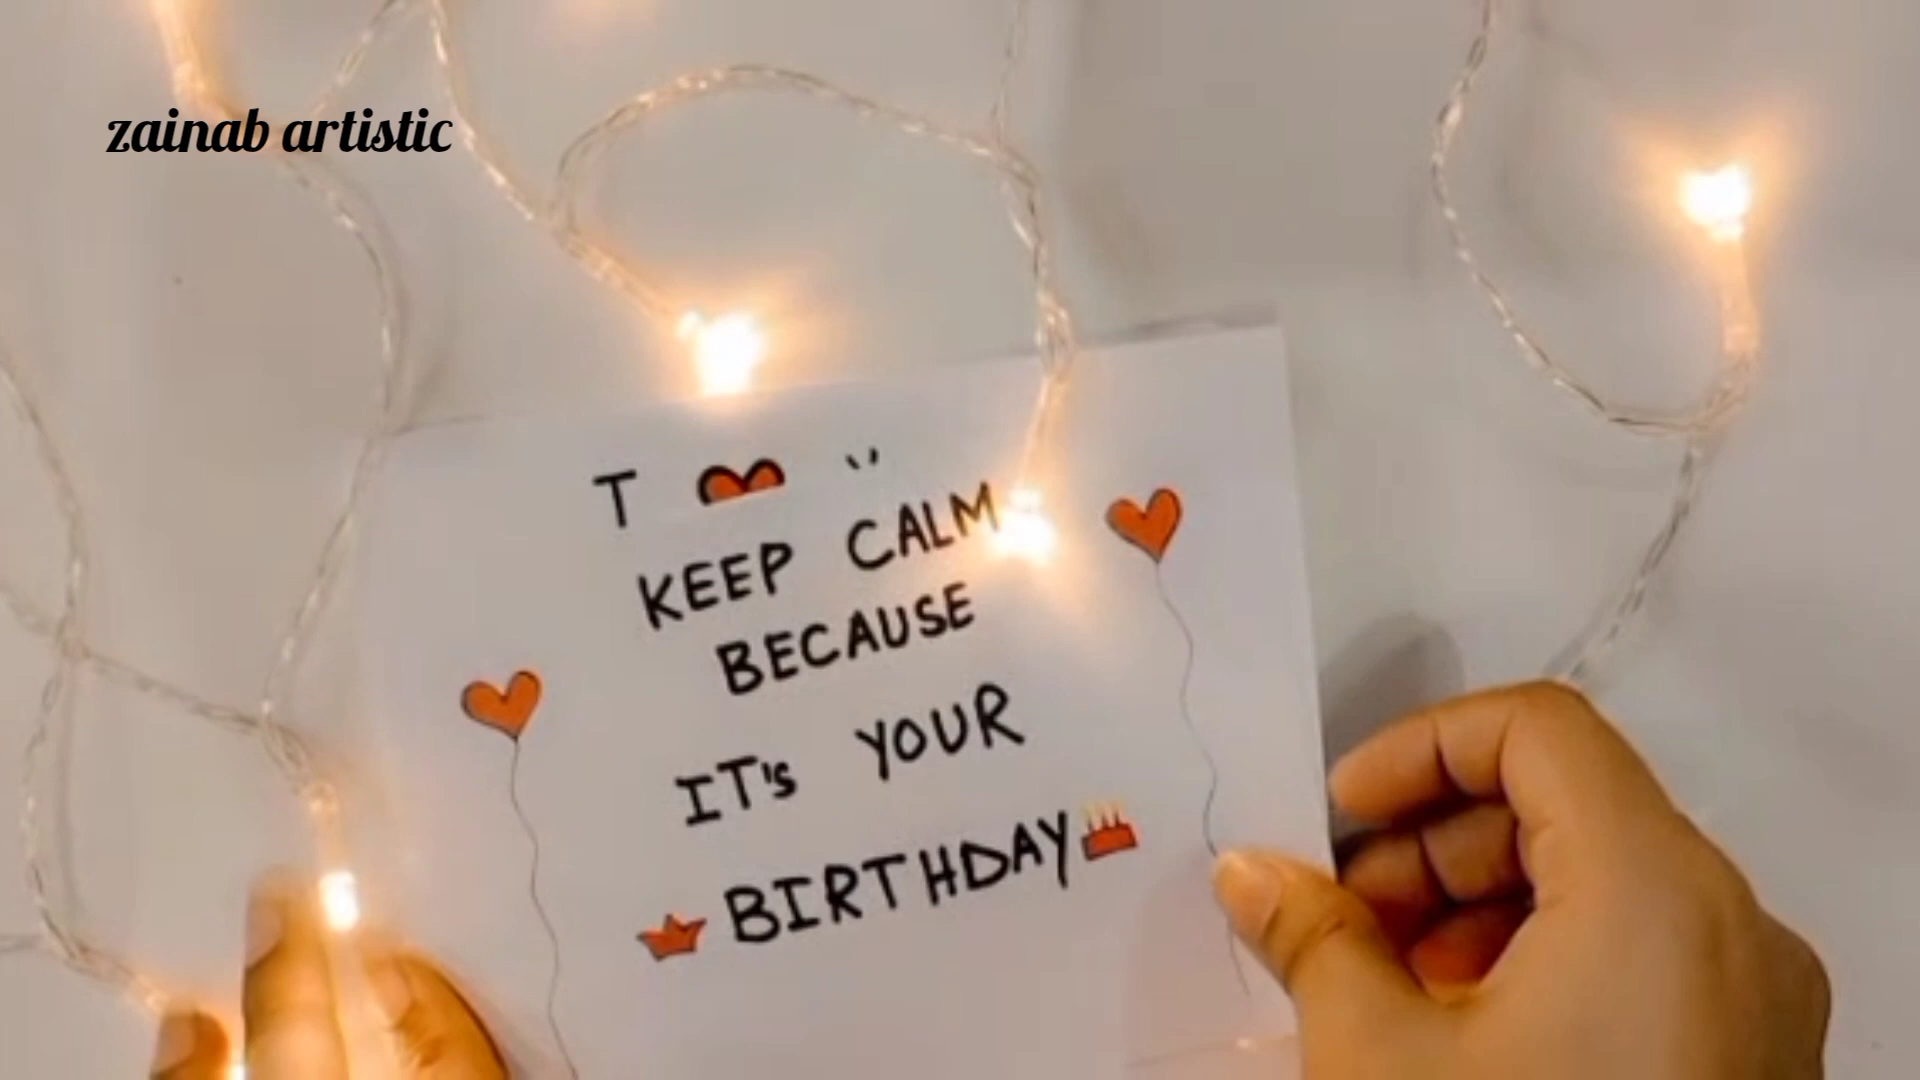 zainab artistic
T
KEEP CALM
BECAUSE
IT's YOUR
BIRTHDAY